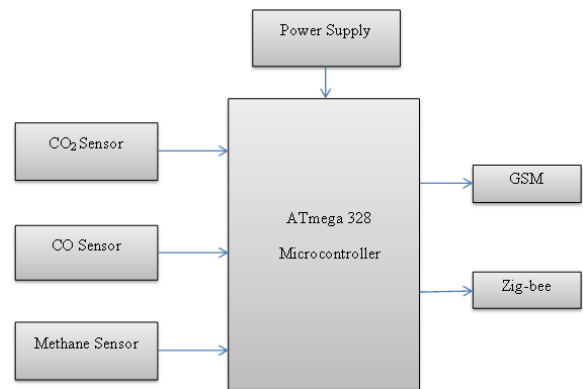 Power Supply
CO₂ Sensor
CO Sensor
Methane Sensor
ATmega 328
Microcontroller
GSM
Zig-bee